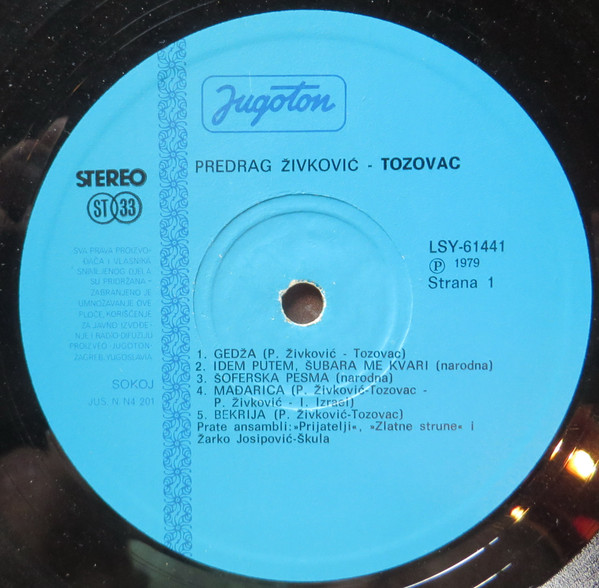 Jugoton
PREDRAG ŽIVKOVIĆ - TOZOVAC
STEREO
ST 33
LSY-61441
Ⓟ 1979
Strana 1
SVA PRAVA PROIZVO-
ĐAČA I VLASNIKA
SNIMLJENOG DJELA
SU PRIDRŽANA -
ZABRANJENO JE
UMNOŽAVANJE OVE
PLOČE, KORIŠĆENJE
ZA JAVNO IZVOĐE-
NJE I RADIO-DIFUZIJU
PROIZVEO »JUGOTON«
ZAGREB, YUGOSLAVIA
SOKOJ
JUS. N. N4 201
1. GEDŽA (P. Živković - Tozovac)
2. IDEM PUTEM, ŠUBARA ME KVARI (narodna)
3. ŠOFERSKA PESMA (narodna)
4. MAĐARICA (P. Živković-Tozovac -
P. Živković - I. Izrael)
5. BEKRIJA (P. Živković-Tozovac)
Prate ansambli: »Prijatelji«, »Zlatne strune« i
Žarko Josipović-Škula